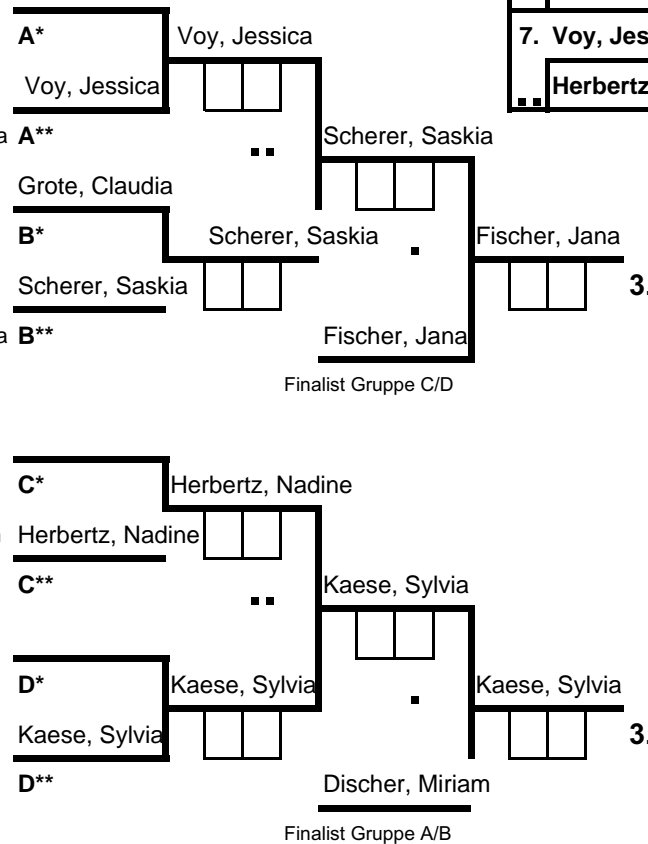 A* Voy, Jessica 7. Voy, Jes
Voy, Jessica Herbertz
a A** Scherer, Saskia
Grote, Claudia
B* Scherer, Saskia Fischer, Jana
Scherer, Saskia 3.
a B** Fischer, Jana
Finalist Gruppe C/D
C* Herbertz, Nadine
Herbertz, Nadine
C** Kaese, Sylvia
D* Kaese, Sylvia Kaese, Sylvia
Kaese, Sylvia 3.
D** Discher, Miriam
Finalist Gruppe A/B